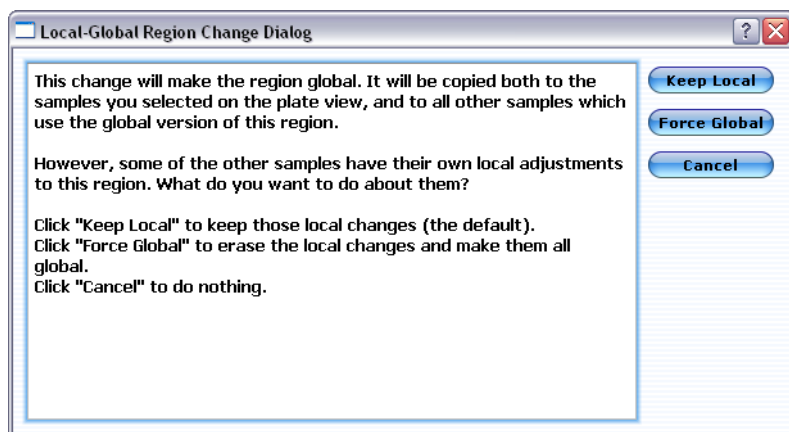 Local-Global Region Change Dialog
?
This change will make the region global. It will be copied both to the
samples you selected on the plate view, and to all other samples which
use the global version of this region.
However, some of the other samples have their own local adjustments
to this region. What do you want to do about them?
Click "Keep Local" to keep those local changes (the default).
Click "Force Global" to erase the local changes and make them all
global.
Click "Cancel" to do nothing.
Keep Local
Force Global
Cancel